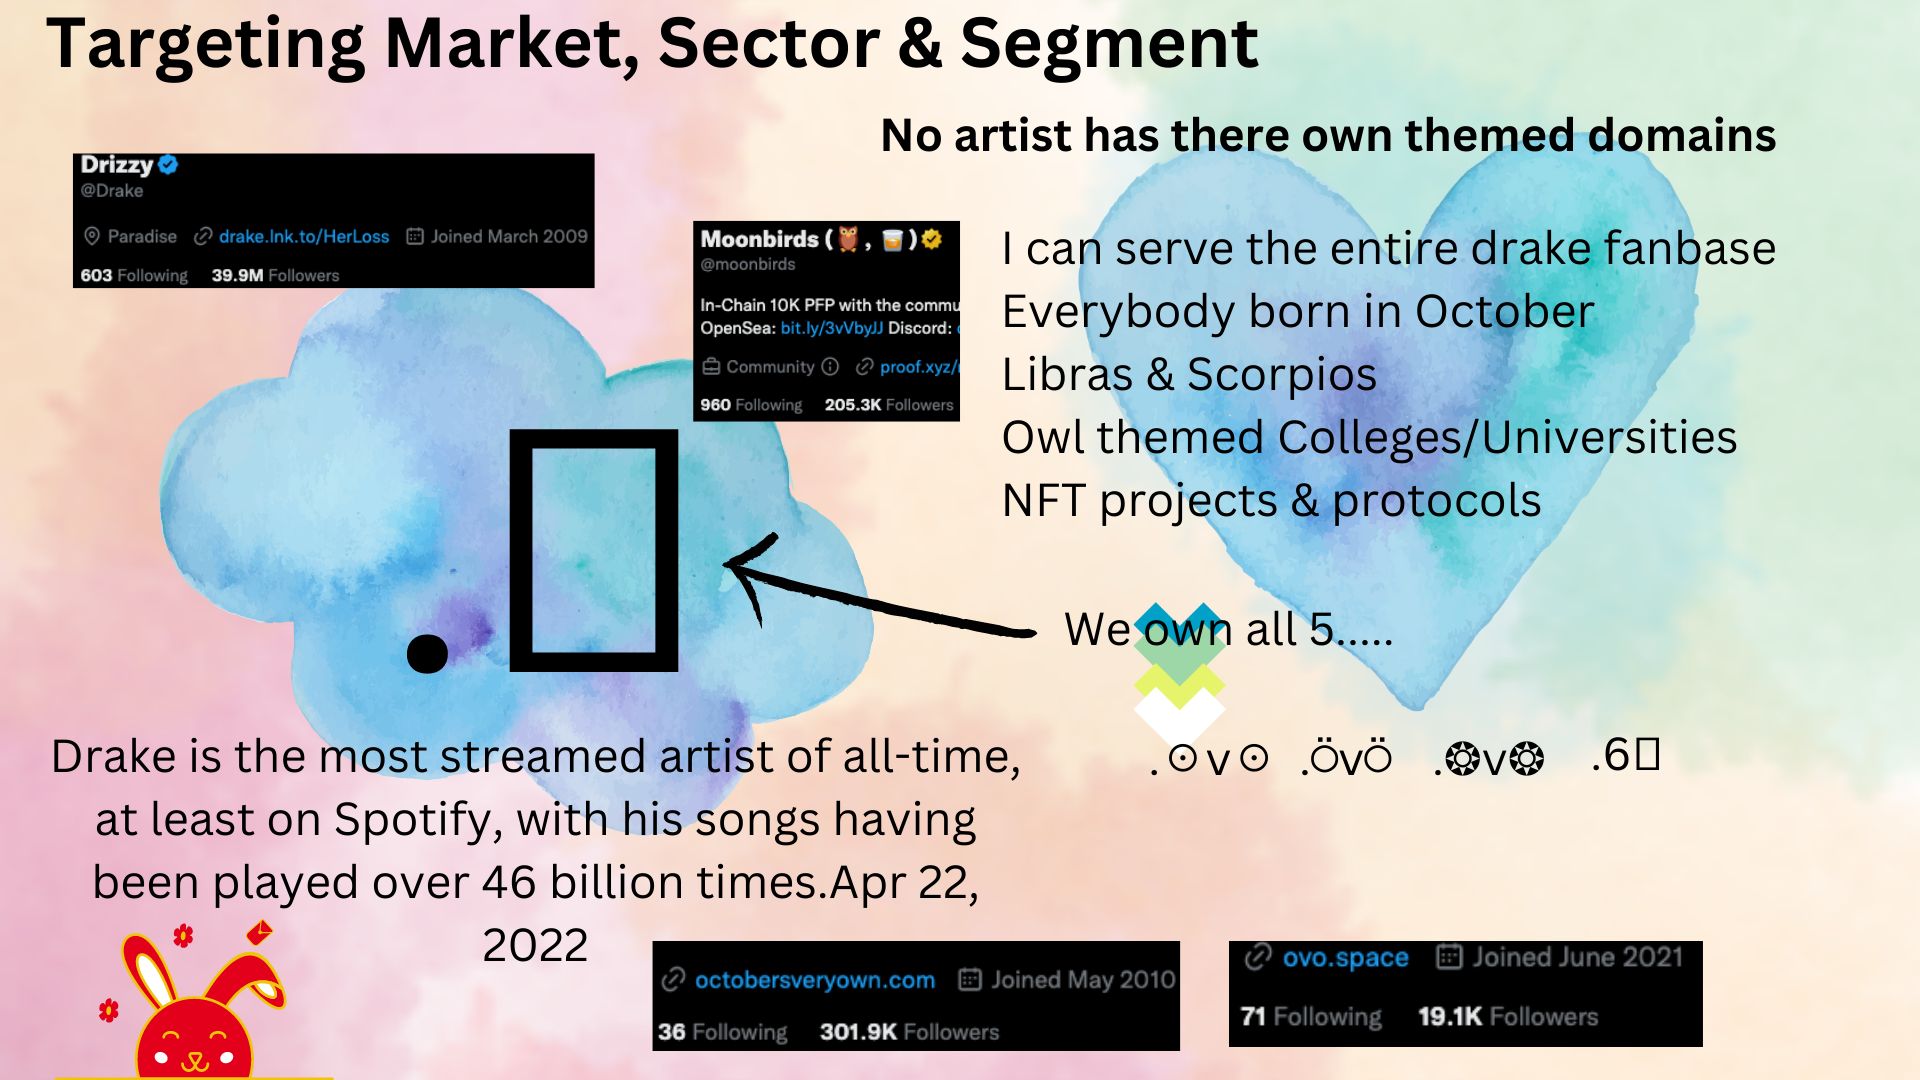 Targeting Market, Sector & Segment
No artist has there own themed domains
Drizzy
@Drake
Paradise drake.lnk.to/HerLoss Joined March 2009
603 Following 39.9M Followers
Moonbirds (🦉, 🥃)
@moonbirds
In-Chain 10K PFP with the commu
OpenSea: bit.ly/3vVbyJJ Discord:
Community proof.xyz/
960 Following 205.3K Followers
I can serve the entire drake fanbase
Everybody born in October
Libras & Scorpios
Owl themed Colleges/Universities
NFT projects & protocols
.
We own all 5.....
.⊙v⊙ .ÖvÖ .❂v❂ .6
Drake is the most streamed artist of all-time,
at least on Spotify, with his songs having
been played over 46 billion times.Apr 22,
2022
octobersveryown.com Joined May 2010
36 Following 301.9K Followers
ovo.space Joined June 2021
71 Following 19.1K Followers